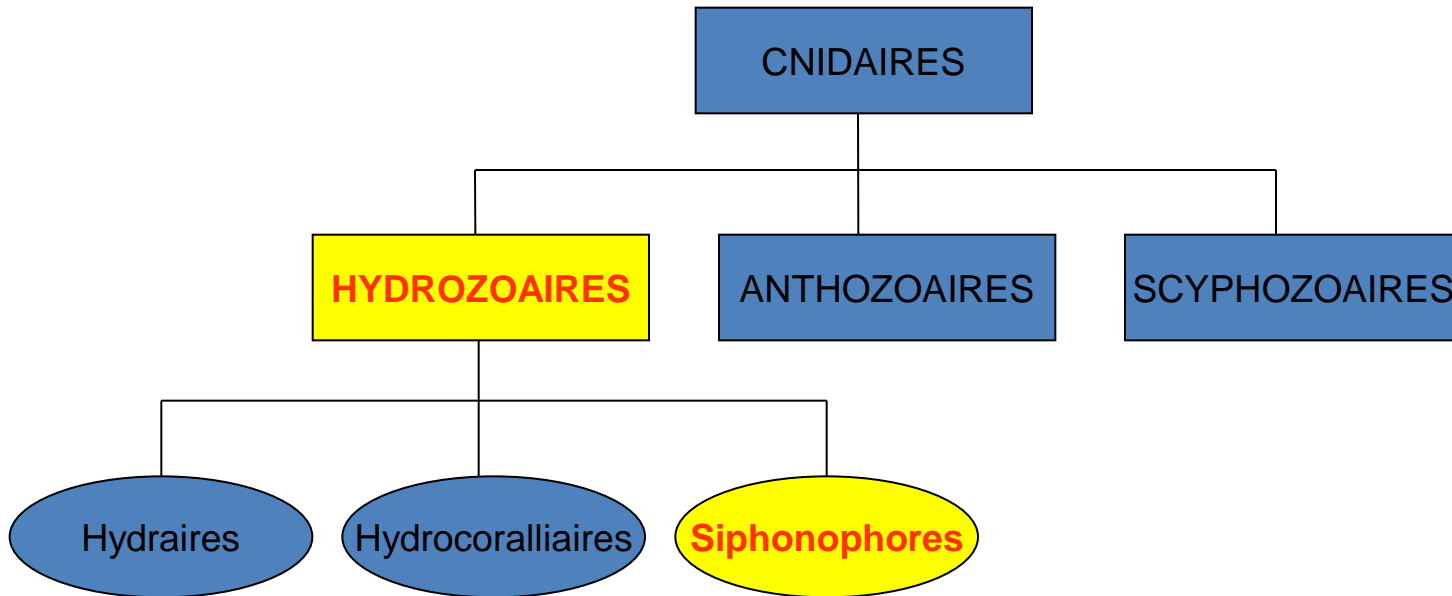 CNIDAIRES
HYDROZOAIRES
ANTHOZOAIRES
SCYPHOZOAIRES
Hydraires
Hydrocoralliaires
Siphonophores